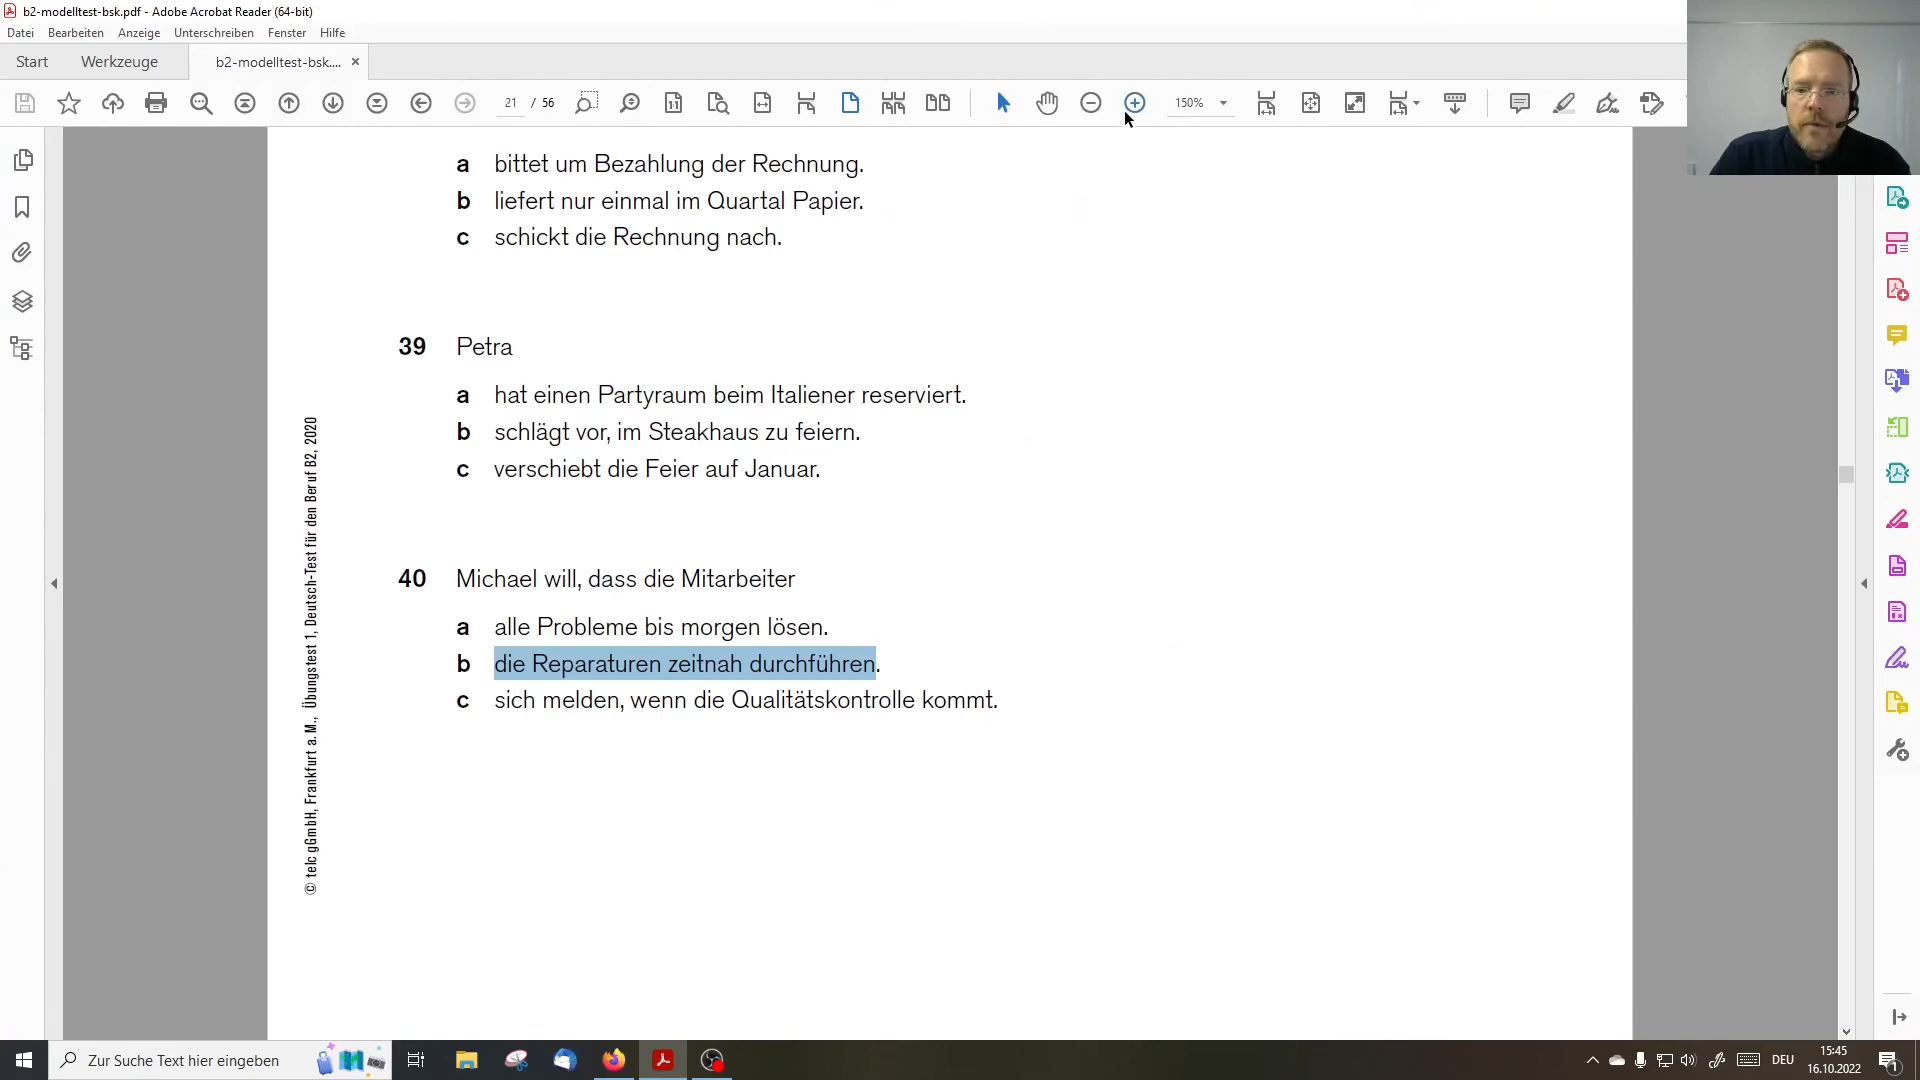 b2-modelltest-bsk.pdf - Adobe Acrobat Reader (64-bit)
Datei Bearbeiten Anzeige Unterschreiben Fenster Hilfe
Start Werkzeuge b2-modelltest-bsk.... ×
21 / 56 150%
a bittet um Bezahlung der Rechnung.
b liefert nur einmal im Quartal Papier.
c schickt die Rechnung nach.
39 Petra
a hat einen Partyraum beim Italiener reserviert.
b schlägt vor, im Steakhaus zu feiern.
c verschiebt die Feier auf Januar.
40 Michael will, dass die Mitarbeiter
a alle Probleme bis morgen lösen.
b die Reparaturen zeitnah durchführen.
c sich melden, wenn die Qualitätskontrolle kommt.
© telc gGmbH, Frankfurt a. M., Übungstest 1, Deutsch-Test für den Beruf B2, 2020
Zur Suche Text hier eingeben
DEU
15:45
16.10.2022
1